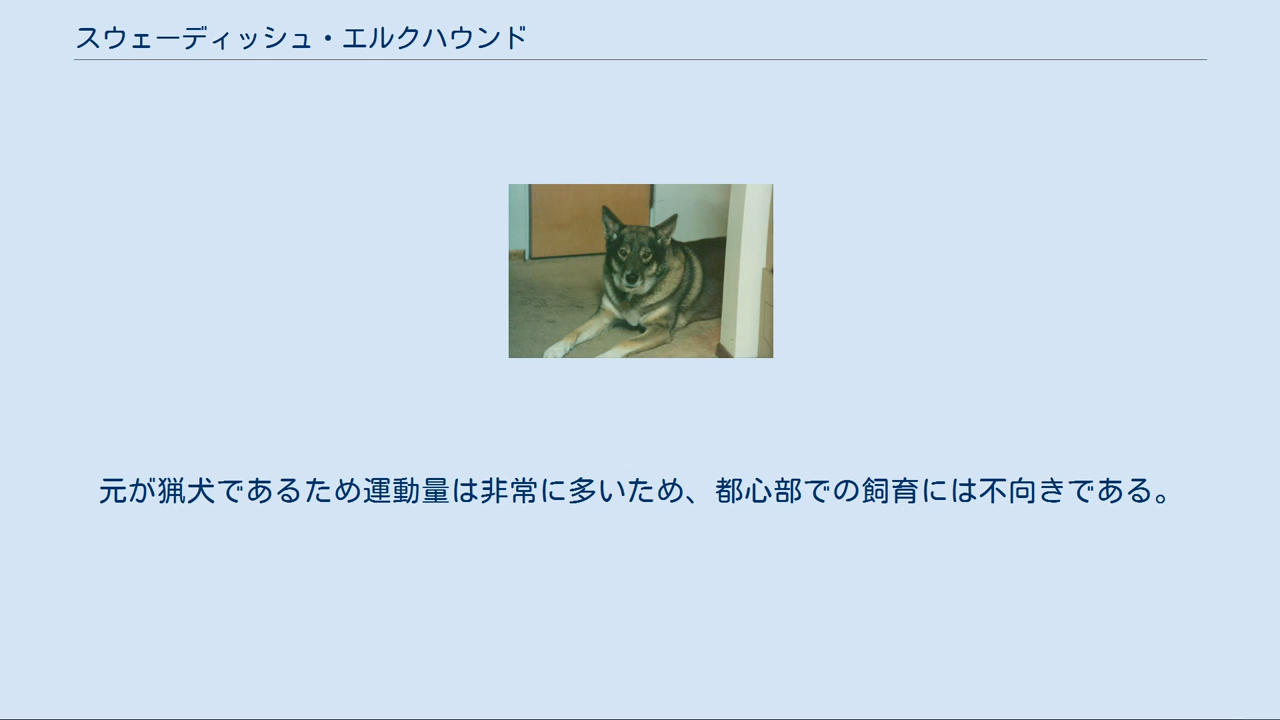 スウェーディッシュ・エルクハウンド
元が猟犬であるため運動量は非常に多いため、都心部での飼育には不向きである。